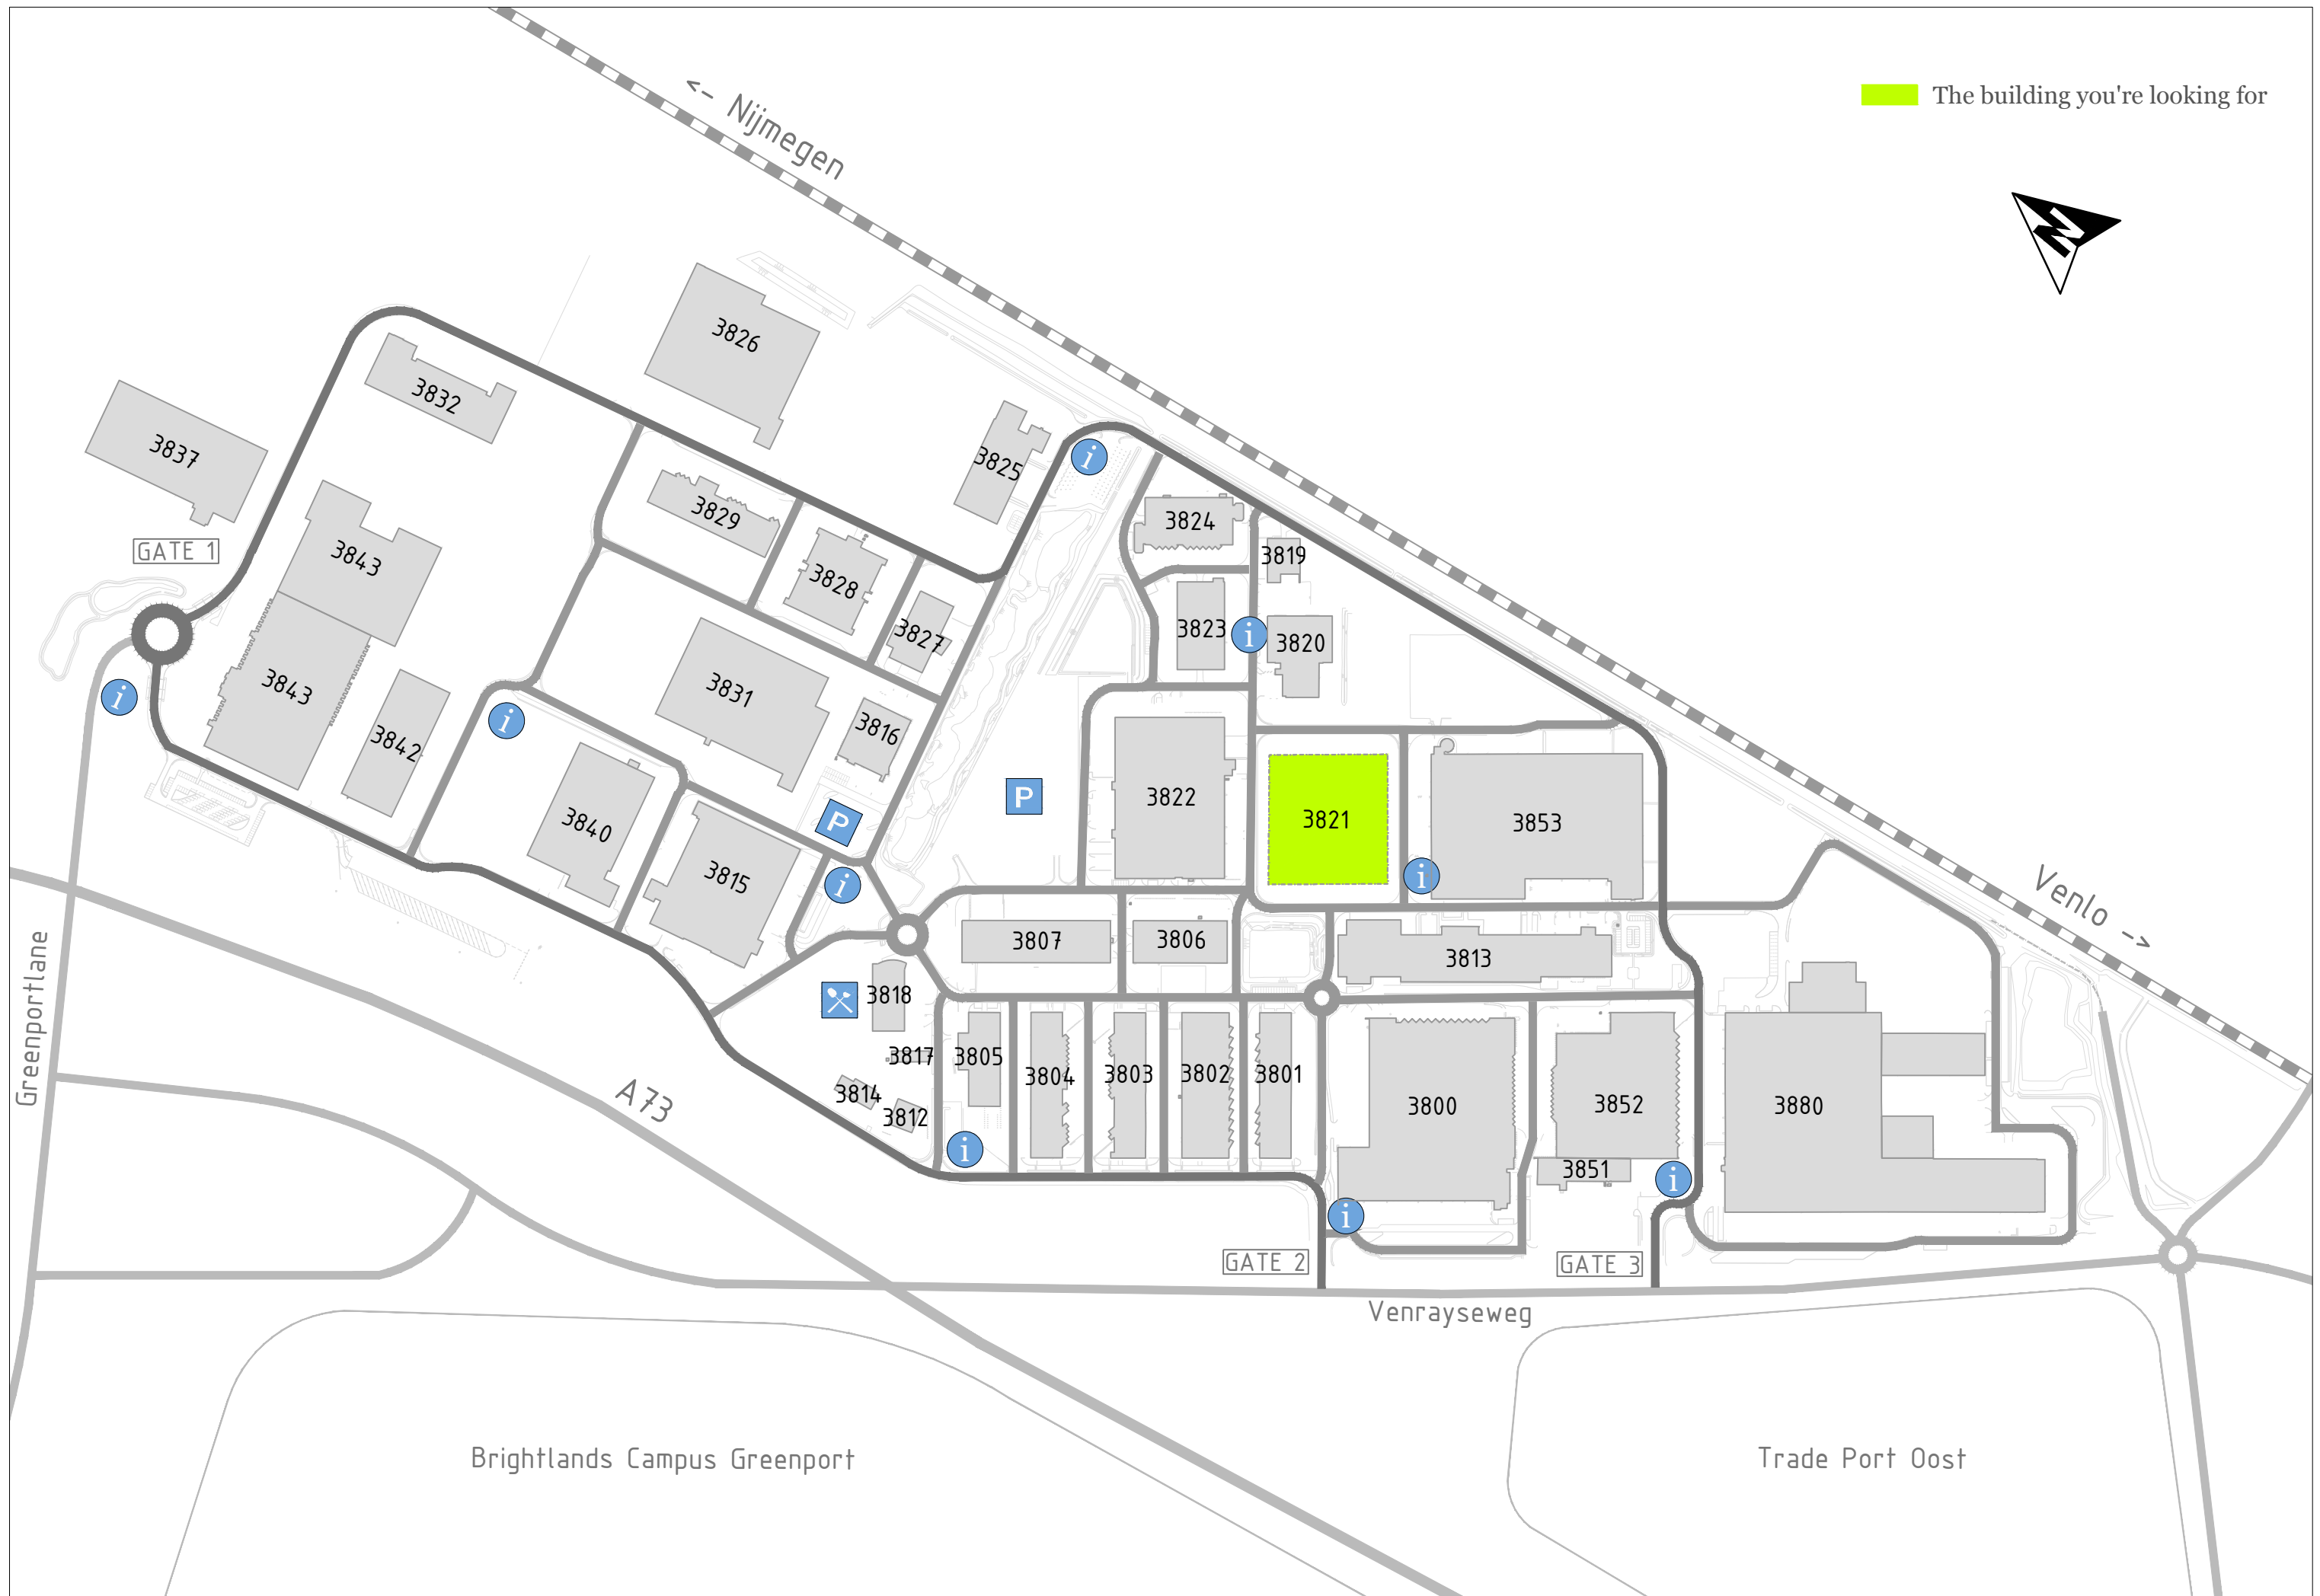 <- Nijmegen
The building you're looking for
N
3826
3832
3837
3825
3829
3824
GATE 1
3843
3819
3828
3827
3823
3820
3843
3831
3816
3842
P
3822
3821
3853
3840
P
3815
Venlo ->
3807
3806
3813
3818
Greenportlane
3817
3805
3804
3803
3802
3801
3800
3852
3880
A73
3814
3812
3851
i
i
i
i
i
i
i
i
i
GATE 2
GATE 3
Venrayseweg
Brightlands Campus Greenport
Trade Port Oost